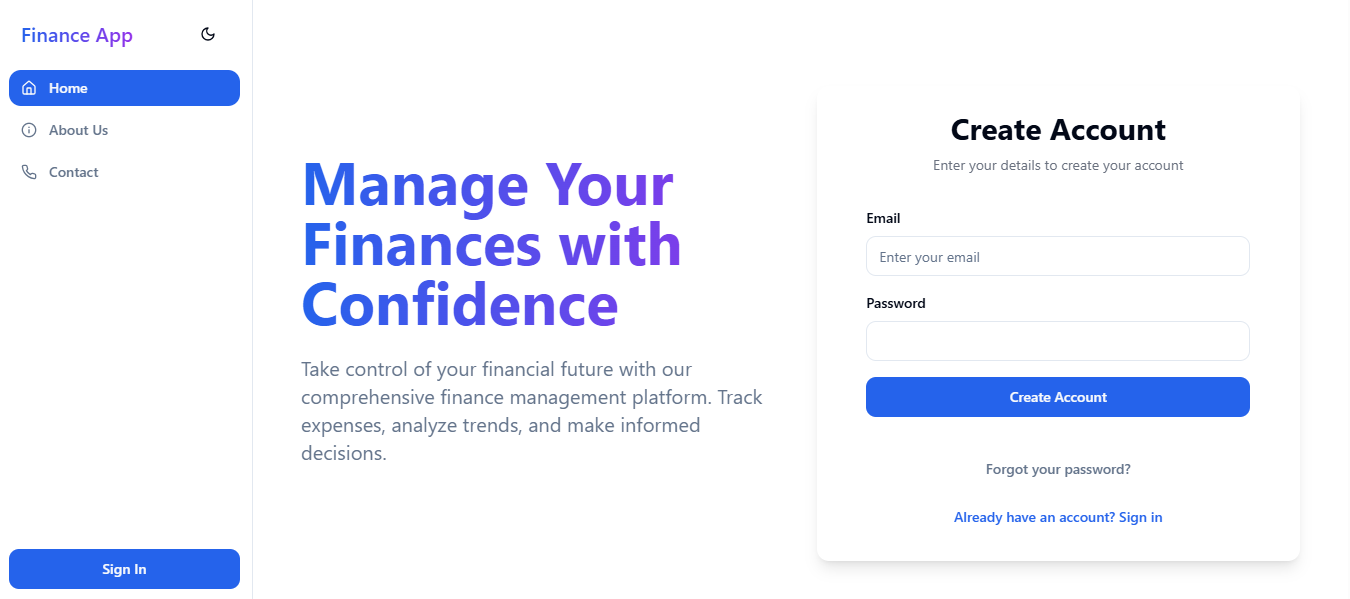 Finance App
Home
About Us
Contact
Sign In
Manage Your
Finances with
Confidence
Take control of your financial future with our
comprehensive finance management platform. Track
expenses, analyze trends, and make informed
decisions.
Create Account
Enter your details to create your account
Email
Enter your email
Password
Create Account
Forgot your password?
Already have an account? Sign in